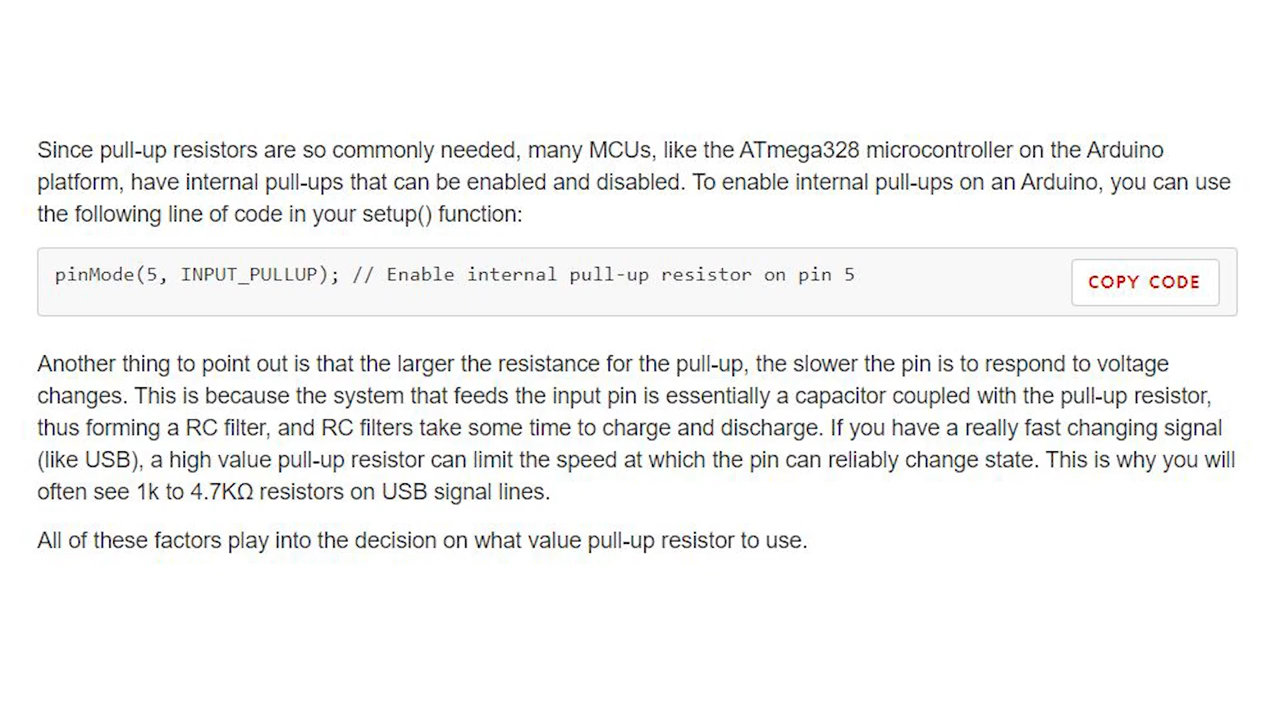 Since pull-up resistors are so commonly needed, many MCUs, like the ATmega328 microcontroller on the Arduino
platform, have internal pull-ups that can be enabled and disabled. To enable internal pull-ups on an Arduino, you can use
the following line of code in your setup() function:
pinMode(5, INPUT_PULLUP); // Enable internal pull-up resistor on pin 5
COPY CODE
Another thing to point out is that the larger the resistance for the pull-up, the slower the pin is to respond to voltage
changes. This is because the system that feeds the input pin is essentially a capacitor coupled with the pull-up resistor,
thus forming a RC filter, and RC filters take some time to charge and discharge. If you have a really fast changing signal
(like USB), a high value pull-up resistor can limit the speed at which the pin can reliably change state. This is why you will
often see 1k to 4.7KΩ resistors on USB signal lines.
All of these factors play into the decision on what value pull-up resistor to use.